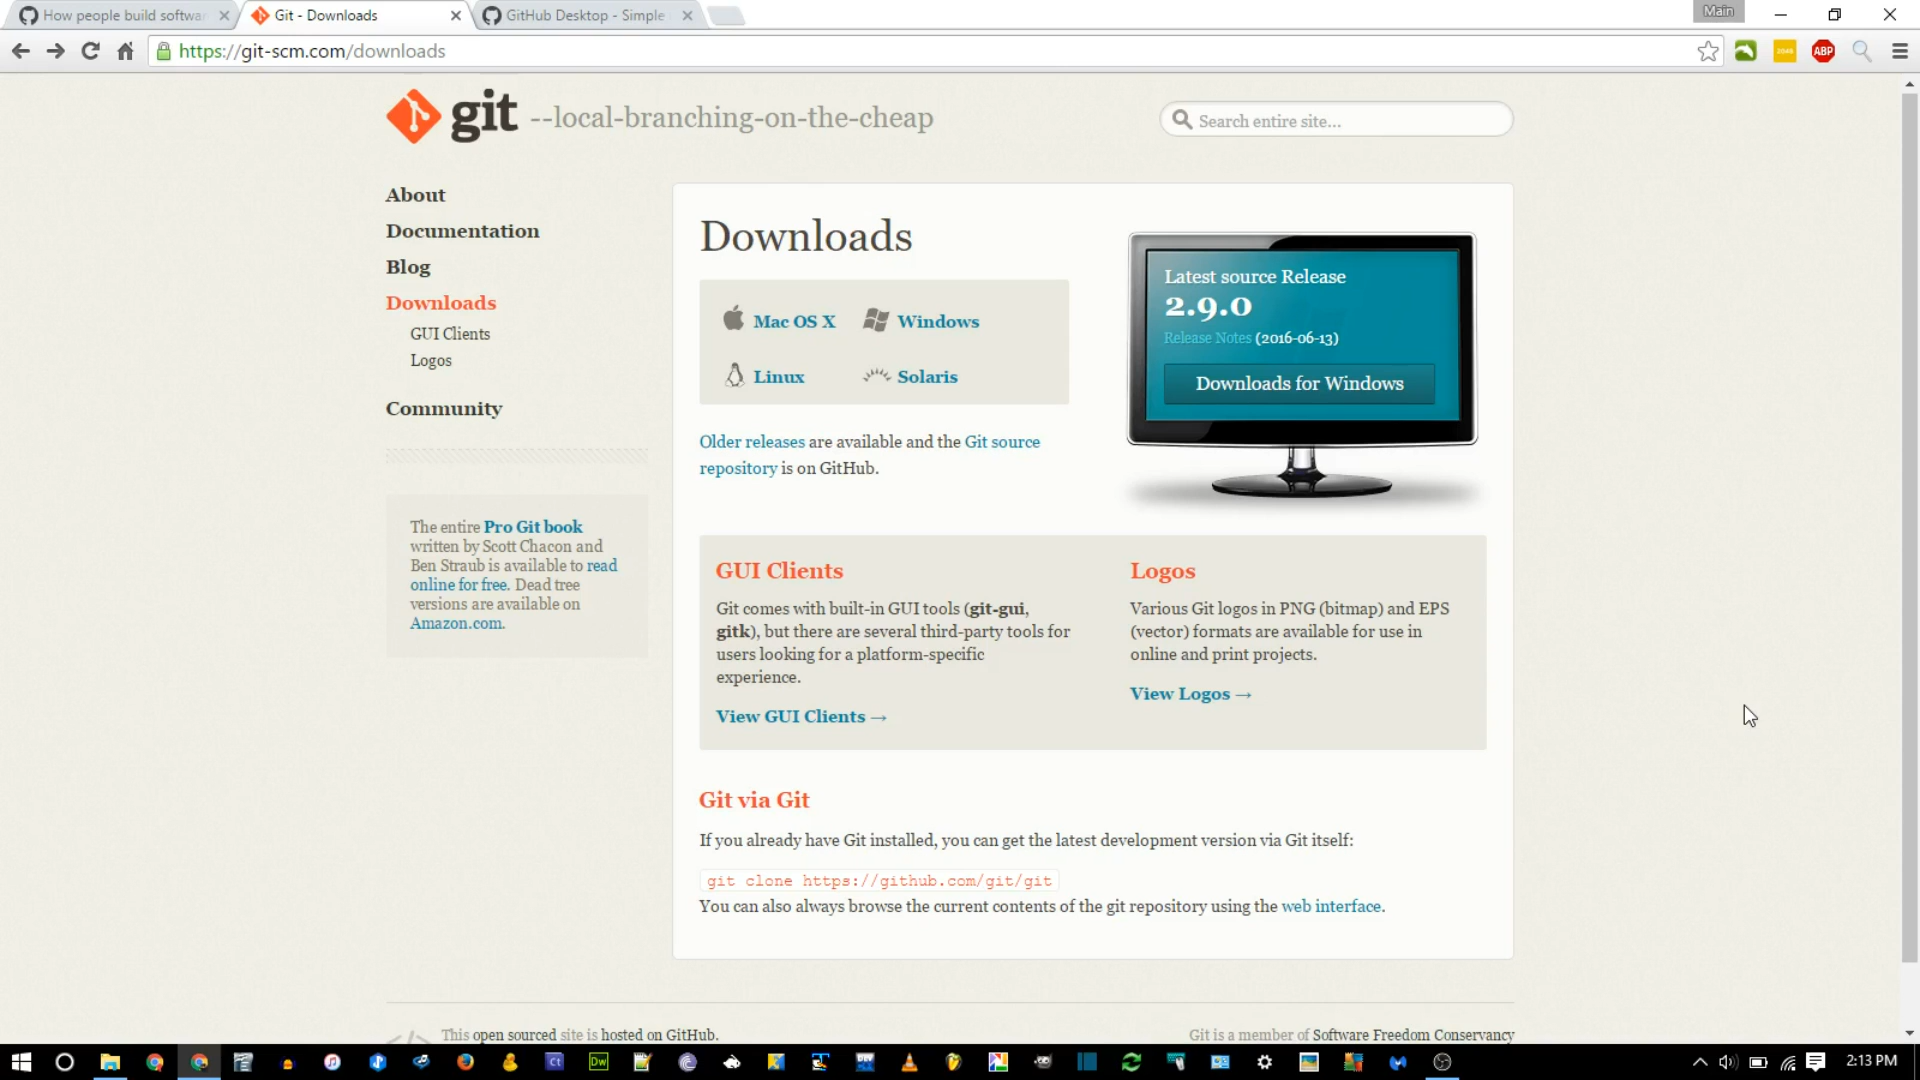 How people build softwar
Git - Downloads
GitHub Desktop - Simple
Main
https://git-scm.com/downloads
ABP
git --local-branching-on-the-cheap
Search entire site...
About
Documentation
Blog
Downloads
GUI Clients
Logos
Community
The entire Pro Git book
written by Scott Chacon and
Ben Straub is available to read
online for free. Dead tree
versions are available on
Amazon.com.
Downloads
Mac OS X
Windows
Linux
Solaris
Older releases are available and the Git source
repository is on GitHub.
Latest source Release
2.9.0
Release Notes (2016-06-13)
Downloads for Windows
GUI Clients
Git comes with built-in GUI tools (git-gui,
gitk), but there are several third-party tools for
users looking for a platform-specific
experience.
View GUI Clients →
Logos
Various Git logos in PNG (bitmap) and EPS
(vector) formats are available for use in
online and print projects.
View Logos →
Git via Git
If you already have Git installed, you can get the latest development version via Git itself:
git clone https://github.com/git/git
You can also always browse the current contents of the git repository using the web interface.
This open sourced site is hosted on GitHub.
Git is a member of Software Freedom Conservancy
Ct
Dw
2:13 PM